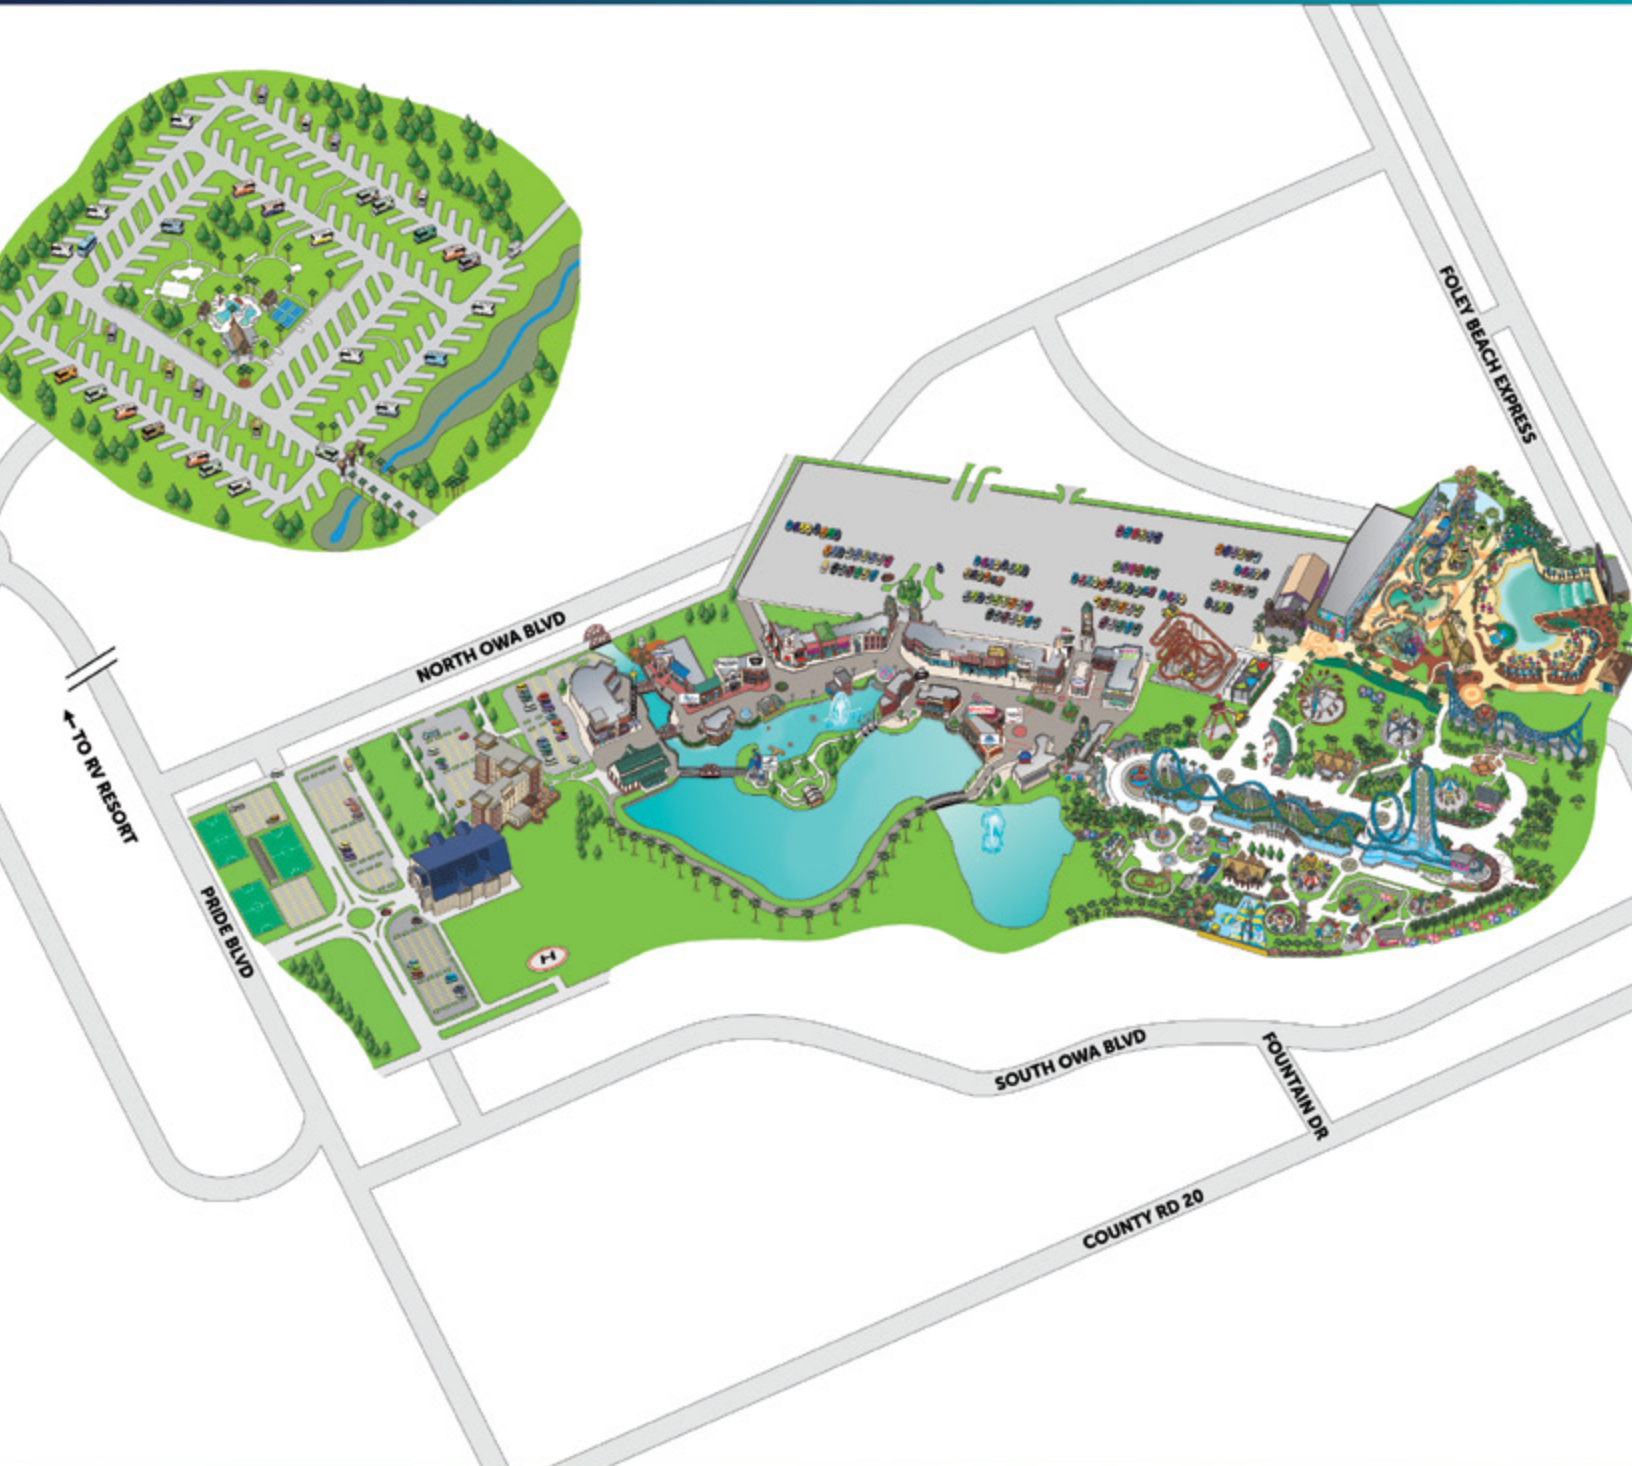 FOLEY BEACH EXPRESS
NORTH OWA BLVD
← TO RV RESORT
PRIDE BLVD
H
SOUTH OWA BLVD
FOUNTAIN DR
COUNTY RD 20